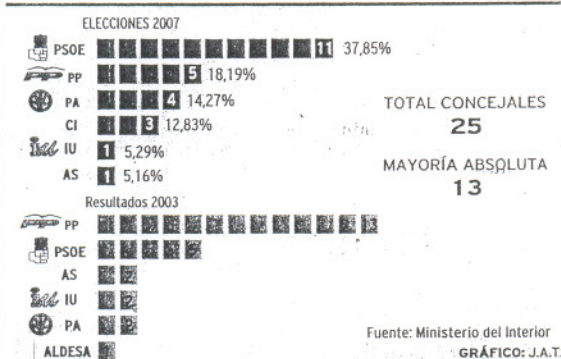 ELECCIONES 2007
PSOE 11 37,85%
PP 5 18,19%
PA 4 14,27%
CI 3 12,83%
IU 1 5,29%
AS 1 5,16%
TOTAL CONCEJALES
25
MAYORÍA ABSOLUTA
13
Resultados 2003
PP 13
PSOE 5
AS 2
IU 2
PA 2
ALDESA
Fuente: Ministerio del Interior
GRÁFICO: J.A.T.